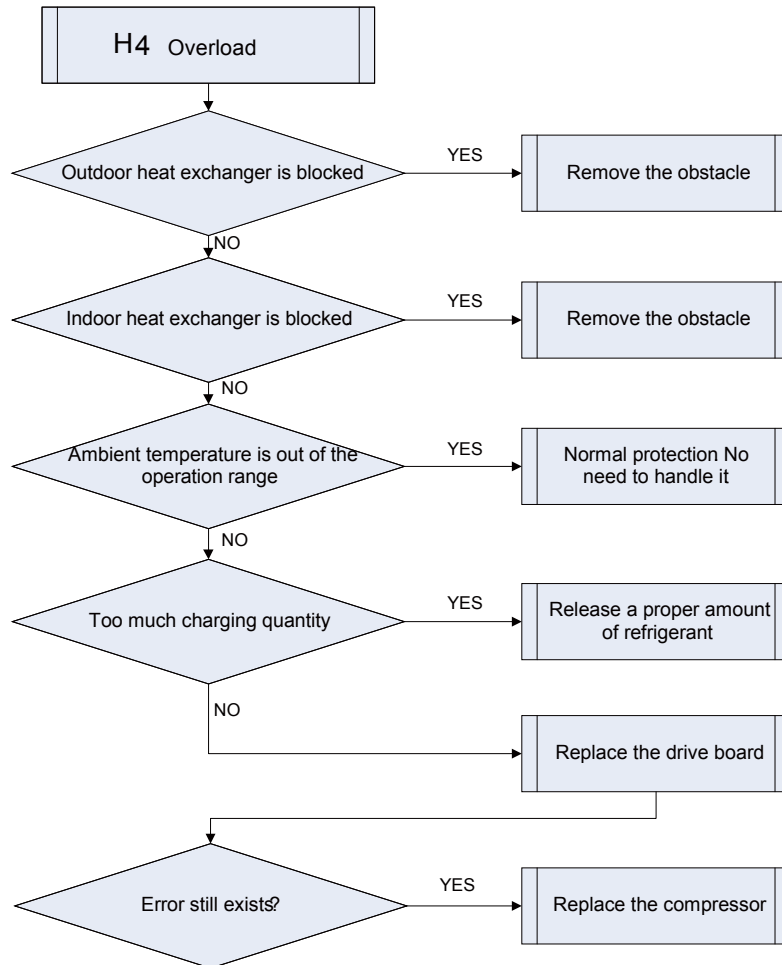 H4 Overload
Outdoor heat exchanger is blocked
YES
Remove the obstacle
NO
Indoor heat exchanger is blocked
YES
Remove the obstacle
NO
Ambient temperature is out of the
operation range
YES
Normal protection No
need to handle it
NO
Too much charging quantity
YES
Release a proper amount
of refrigerant
NO
Replace the drive board
Error still exists?
YES
Replace the compressor